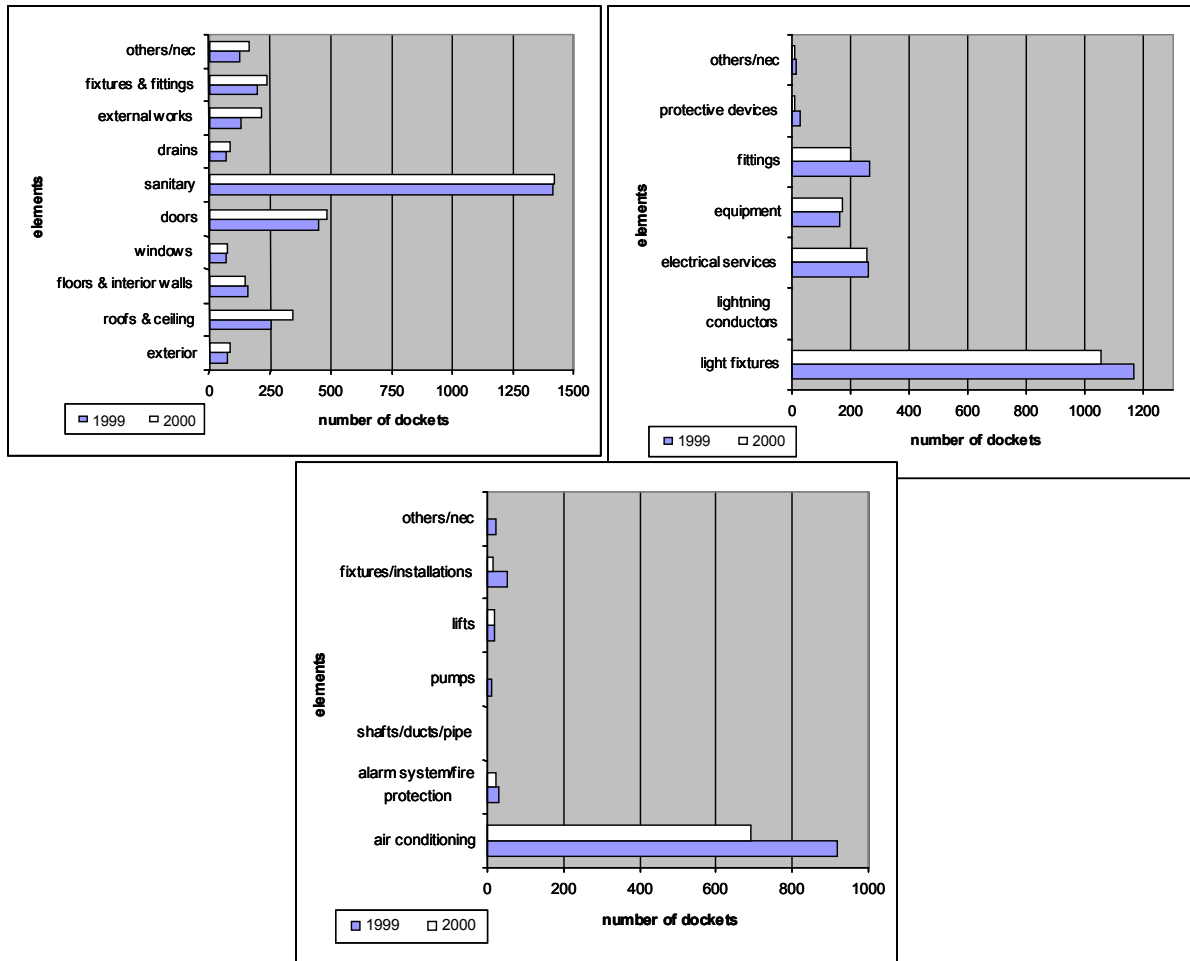 others/nec
fixtures & fittings
external works
drains
sanitary
doors
windows
floors & interior walls
roofs & ceiling
exterior
elements
0 250 500 750 1000 1250 1500
number of dockets
1999 2000
others/nec
protective devices
fittings
equipment
electrical services
lightning
conductors
light fixtures
elements
0 200 400 600 800 1000 1200
number of dockets
1999 2000
others/nec
fixtures/installations
lifts
pumps
shafts/ducts/pipe
alarm system/fire
protection
air conditioning
elements
0 200 400 600 800 1000
number of dockets
1999 2000